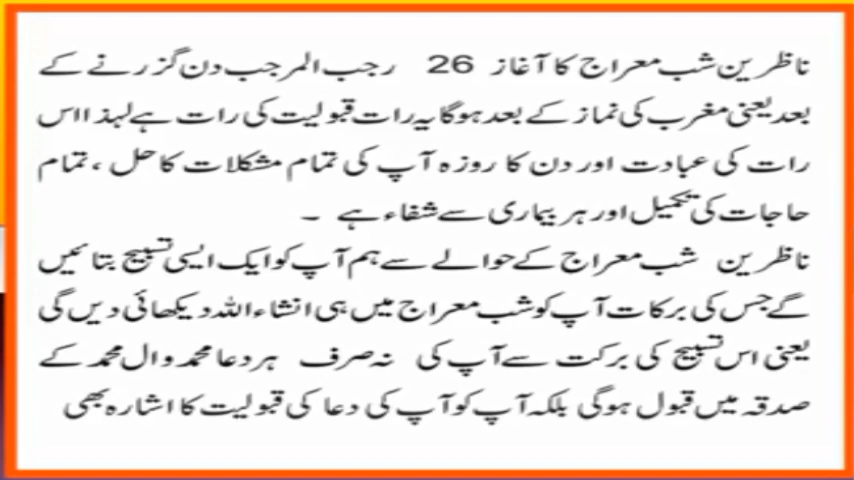 ناظرین شب معراج کا آغاز 26 رجب المرجب دن گزرنے کے
بعد یعنی مغرب کی نماز کے بعد ہوگا یہ رات قبولیت کی رات ہے لہذا اس
رات کی عبادت اور دن کا روزہ آپ کی تمام مشکلات کا حل ، تمام
حاجات کی تکمیل اور ہر بیماری سے شفاء ہے ۔
ناظرین شب معراج کے حوالے سے ہم آپ کو ایک ایسی تسبیح بتائیں
گے جس کی برکات آپ کو شب معراج میں ہی انشاء اللہ دیکھائی دیں گی
یعنی اس تسبیح کی برکت سے آپ کی نہ صرف ہر دعا محمد وال محمد کے
صدقہ میں قبول ہوگی بلکہ آپ کو آپ کی دعا کی قبولیت کا اشارہ بھی